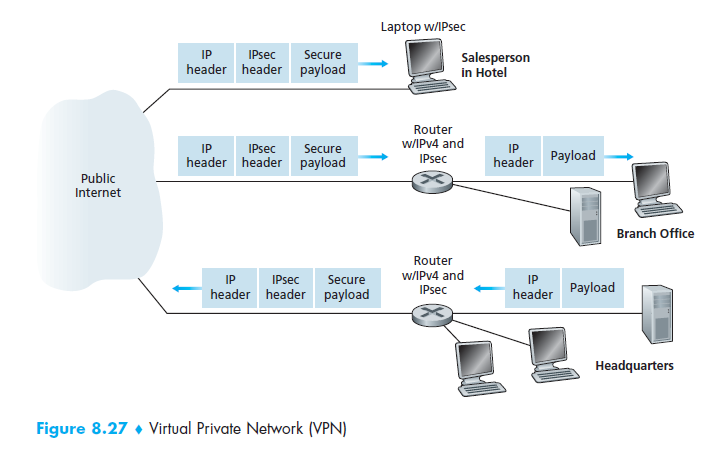 Laptop w/IPsec
IP header
IPsec header
Secure payload
Salesperson
in Hotel
Public
Internet
IP header
IPsec header
Secure payload
Router
w/IPv4 and
IPsec
IP header
Payload
Branch Office
IP header
IPsec header
Secure payload
Router
w/IPv4 and
IPsec
IP header
Payload
Headquarters
Figure 8.27 ♦ Virtual Private Network (VPN)